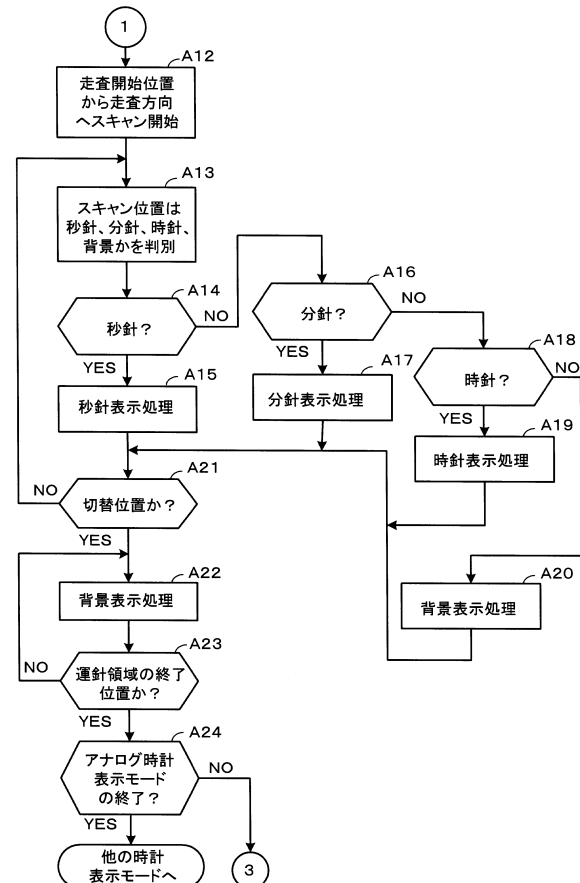 1
A12
走査開始位置
から走査方向
へスキャン開始
A13
スキャン位置は
秒針、分針、時針、
背景かを判別
A14
秒針？
NO
YES
A15
秒針表示処理
A16
分針？
NO
YES
A17
分針表示処理
A18
時針？
NO
YES
A19
時針表示処理
A20
背景表示処理
A21
切替位置か？
NO
YES
A22
背景表示処理
A23
運針領域の終了
位置か？
NO
YES
A24
アナログ時計
表示モード
の終了？
NO
YES
他の時計
表示モードへ
3